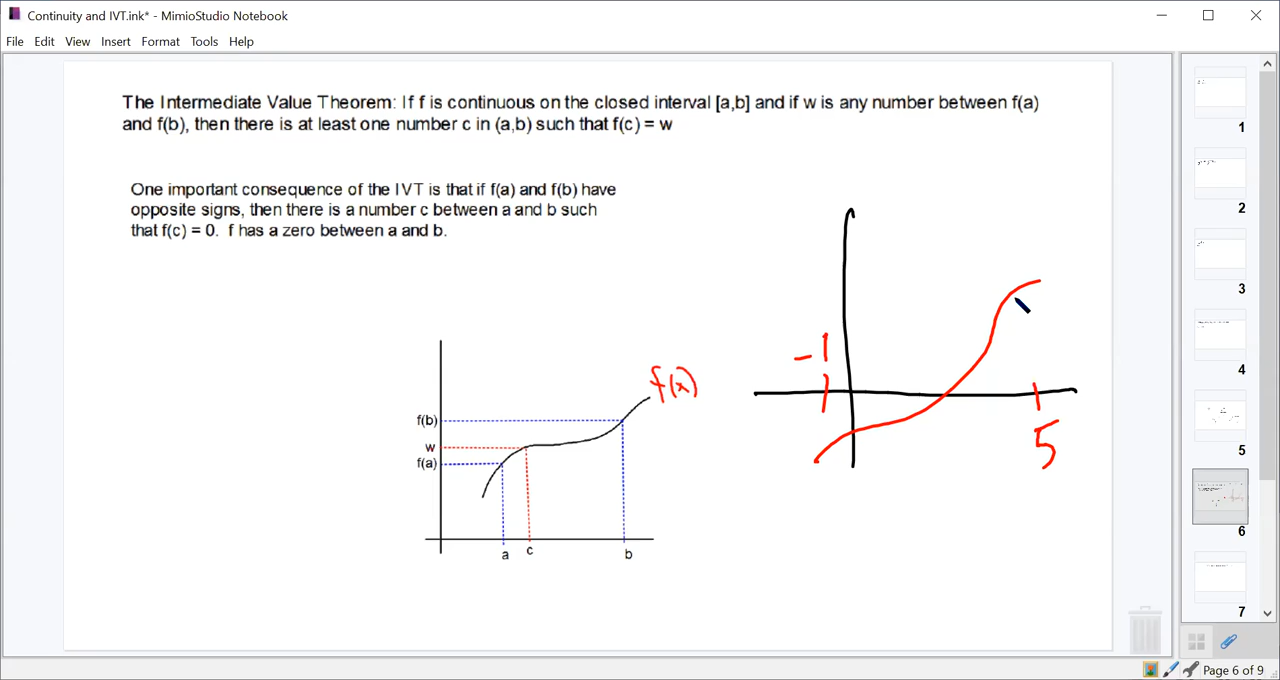 Continuity and IVT.ink* - MimioStudio Notebook
File Edit View Insert Format Tools Help
The Intermediate Value Theorem: If f is continuous on the closed interval [a,b] and if w is any number between f(a)
and f(b), then there is at least one number c in (a,b) such that f(c) = w
One important consequence of the IVT is that if f(a) and f(b) have
opposite signs, then there is a number c between a and b such
that f(c) = 0. f has a zero between a and b.
f(x)
f(b)
w
f(a)
a
c
b
-1
5
1
2
3
4
5
6
7
Page 6 of 9